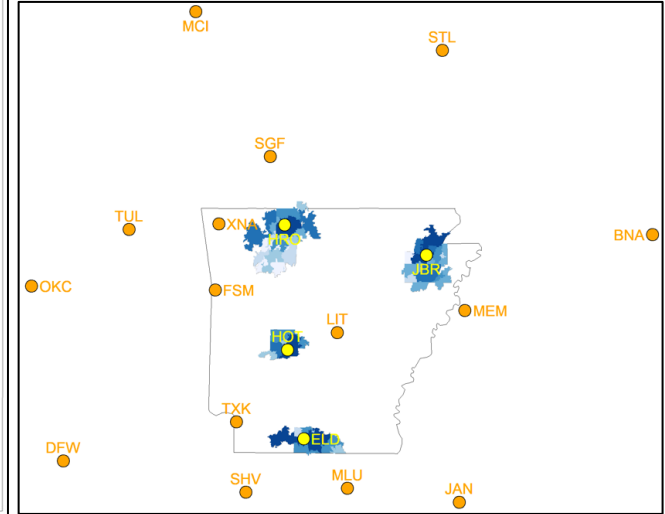 MCI
STL
SGF
TUL
XNA
HRO
BNA
JBR
OKC
FSM
MEM
LIT
HOT
TXK
ELD
DFW
SHV
MLU
JAN